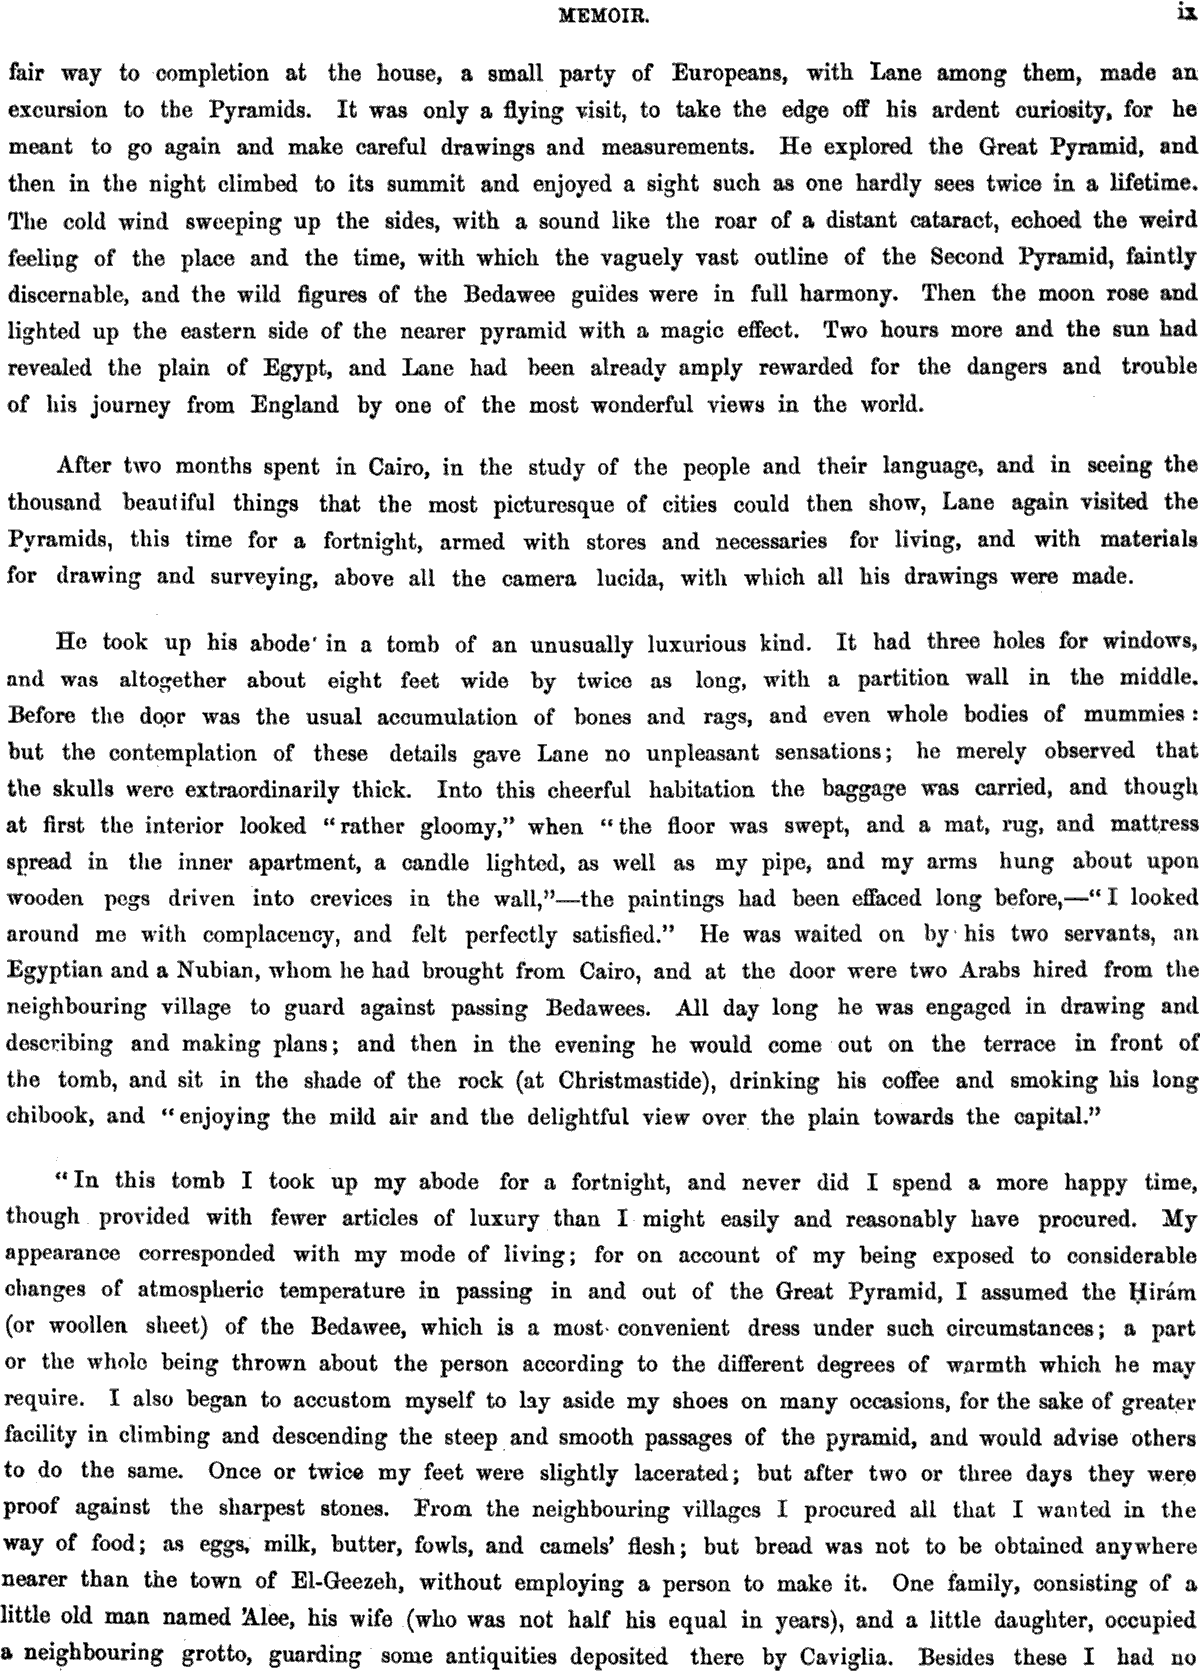 MEMOIR. ix
fair way to completion at the house, a small party of Europeans, with Lane among them, made an
excursion to the Pyramids. It was only a flying visit, to take the edge off his ardent curiosity, for he
meant to go again and make careful drawings and measurements. He explored the Great Pyramid, and
then in the night climbed to its summit and enjoyed a sight such as one hardly sees twice in a lifetime.
The cold wind sweeping up the sides, with a sound like the roar of a distant cataract, echoed the weird
feeling of the place and the time, with which the vaguely vast outline of the Second Pyramid, faintly
discernable, and the wild figures of the Bedawee guides were in full harmony. Then the moon rose and
lighted up the eastern side of the nearer pyramid with a magic effect. Two hours more and the sun had
revealed the plain of Egypt, and Lane had been already amply rewarded for the dangers and trouble
of his journey from England by one of the most wonderful views in the world.
After two months spent in Cairo, in the study of the people and their language, and in seeing the
thousand beautiful things that the most picturesque of cities could then show, Lane again visited the
Pyramids, this time for a fortnight, armed with stores and necessaries for living, and with materials
for drawing and surveying, above all the camera lucida, with which all his drawings were made.
He took up his abode in a tomb of an unusually luxurious kind. It had three holes for windows,
and was altogether about eight feet wide by twice as long, with a partition wall in the middle.
Before the door was the usual accumulation of bones and rags, and even whole bodies of mummies :
but the contemplation of these details gave Lane no unpleasant sensations; he merely observed that
the skulls were extraordinarily thick. Into this cheerful habitation the baggage was carried, and though
at first the interior looked “rather gloomy,” when “the floor was swept, and a mat, rug, and mattress
spread in the inner apartment, a candle lighted, as well as my pipe, and my arms hung about upon
wooden pegs driven into crevices in the wall,”—the paintings had been effaced long before,—“I looked
around me with complacency, and felt perfectly satisfied.” He was waited on by his two servants, an
Egyptian and a Nubian, whom he had brought from Cairo, and at the door were two Arabs hired from the
neighbouring village to guard against passing Bedawees. All day long he was engaged in drawing and
describing and making plans; and then in the evening he would come out on the terrace in front of
the tomb, and sit in the shade of the rock (at Christmastide), drinking his coffee and smoking his long
chibook, and “enjoying the mild air and the delightful view over the plain towards the capital.”
“In this tomb I took up my abode for a fortnight, and never did I spend a more happy time,
though provided with fewer articles of luxury than I might easily and reasonably have procured. My
appearance corresponded with my mode of living; for on account of my being exposed to considerable
changes of atmospheric temperature in passing in and out of the Great Pyramid, I assumed the Ḥirám
(or woollen sheet) of the Bedawee, which is a most convenient dress under such circumstances; a part
or the whole being thrown about the person according to the different degrees of warmth which he may
require. I also began to accustom myself to lay aside my shoes on many occasions, for the sake of greater
facility in climbing and descending the steep and smooth passages of the pyramid, and would advise others
to do the same. Once or twice my feet were slightly lacerated; but after two or three days they were
proof against the sharpest stones. From the neighbouring villages I procured all that I wanted in the
way of food; as eggs, milk, butter, fowls, and camels’ flesh; but bread was not to be obtained anywhere
nearer than the town of El-Geezeh, without employing a person to make it. One family, consisting of a
little old man named ’Alee, his wife (who was not half his equal in years), and a little daughter, occupied
a neighbouring grotto, guarding some antiquities deposited there by Caviglia. Besides these I had no